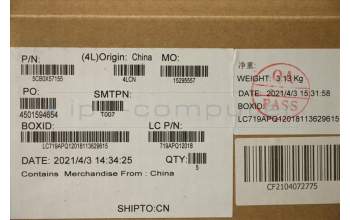 P/N:
(4L)Origin: China
MO:
5CB0X57155
4LCN
15295557
PO:
SMTPN:
4501594654
T007
BOXID:
LC P/N:
LC719APQ12018113629615
719APQ12018
DATE: 2021/4/3 14:34:25
QTY:
5
Contains Merchandise From : China
SHIPTO:CN
净重:
WEIGHT: 3.13 Kg
DATE: 2021/4/3 15:31:58
BOXID:
LC719APQ12018113629615
QA
PASS
CF2104072775